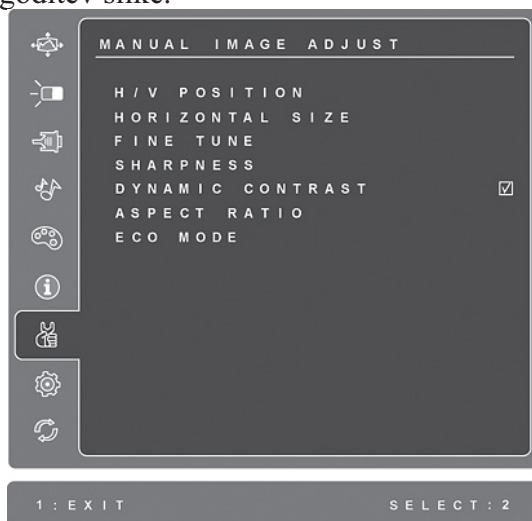 MANUAL IMAGE ADJUST
H/V POSITION
HORIZONTAL SIZE
FINE TUNE
SHARPNESS
DYNAMIC CONTRAST ☑
ASPECT RATIO
ECO MODE
1:EXIT SELECT:2